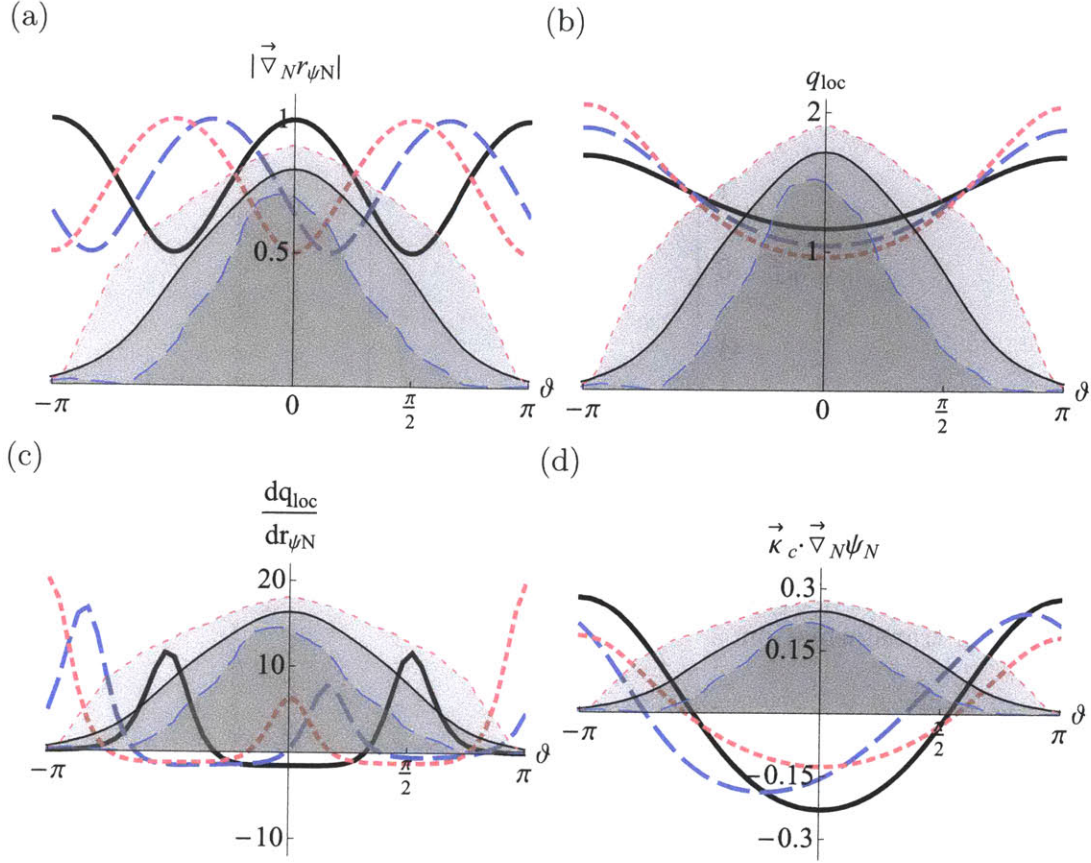 (a)
|∇⃗_N r_ψN|
1
0.5
−π
0
π/2
π
ϑ
(b)
q_loc
2
1
−π
0
π/2
π
ϑ
(c)
dq_loc
dr_ψN
20
10
−10
−π
π/2
π
ϑ
(d)
κ⃗_c·∇⃗_N ψ_N
0.3
0.15
−0.15
−0.3
−π
2
π
ϑ